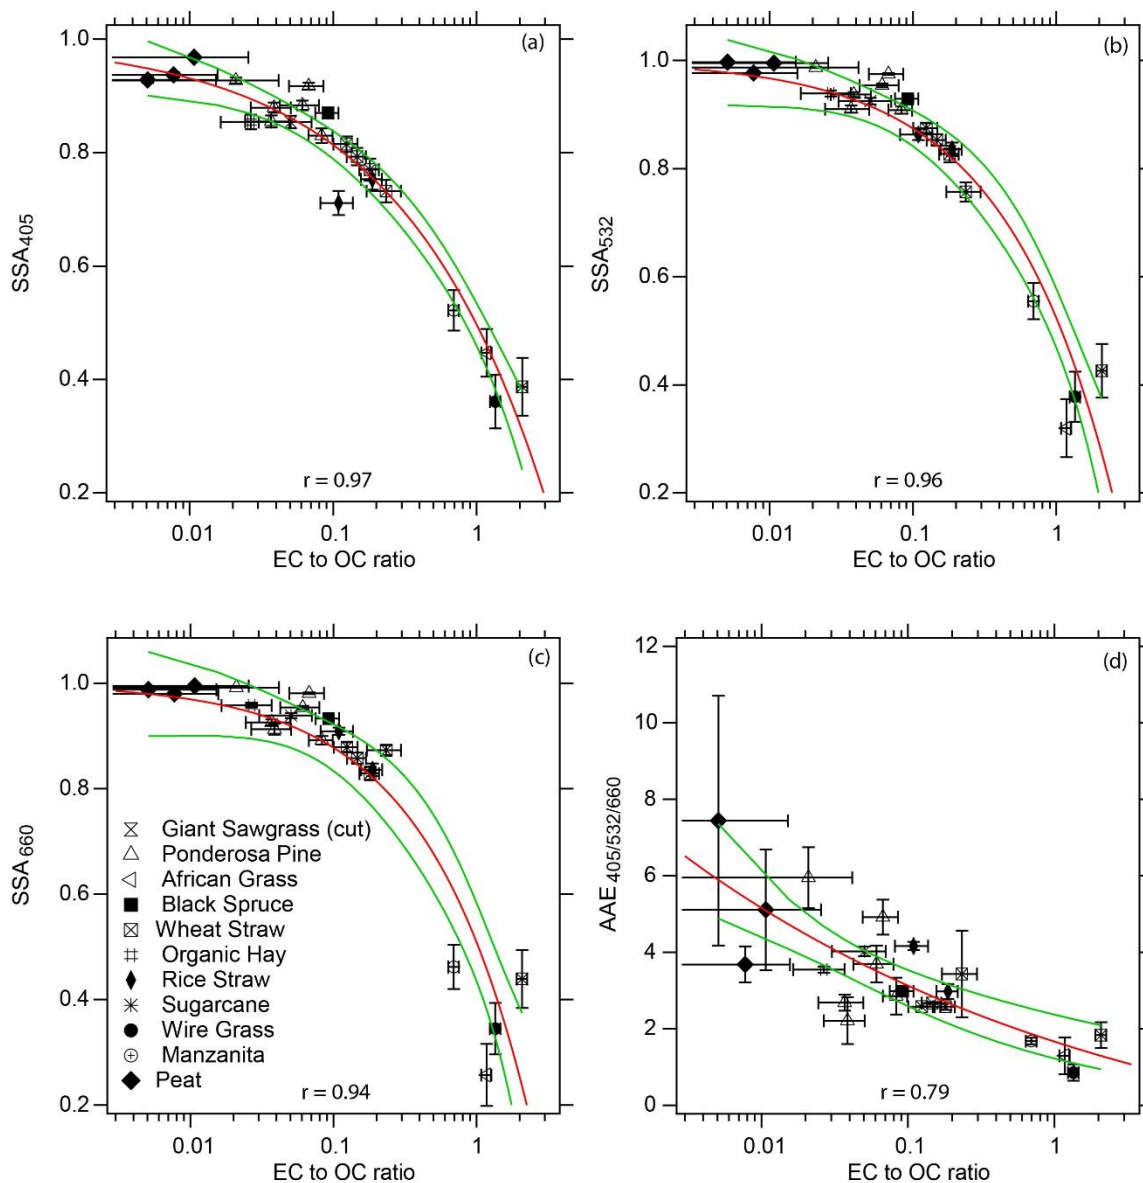 (a)
1.0
0.8
0.6
0.4
0.2
SSA405
r = 0.97
0.01 0.1 1
EC to OC ratio
(b)
1.0
0.8
0.6
0.4
0.2
SSA532
r = 0.96
0.01 0.1 1
EC to OC ratio
(c)
1.0
0.8
0.6
0.4
0.2
SSA660
Giant Sawgrass (cut)
Ponderosa Pine
African Grass
Black Spruce
Wheat Straw
Organic Hay
Rice Straw
Sugarcane
Wire Grass
Manzanita
Peat
r = 0.94
0.01 0.1 1
EC to OC ratio
(d)
12
10
8
6
4
2
0
AAE405/532/660
r = 0.79
0.01 0.1 1
EC to OC ratio